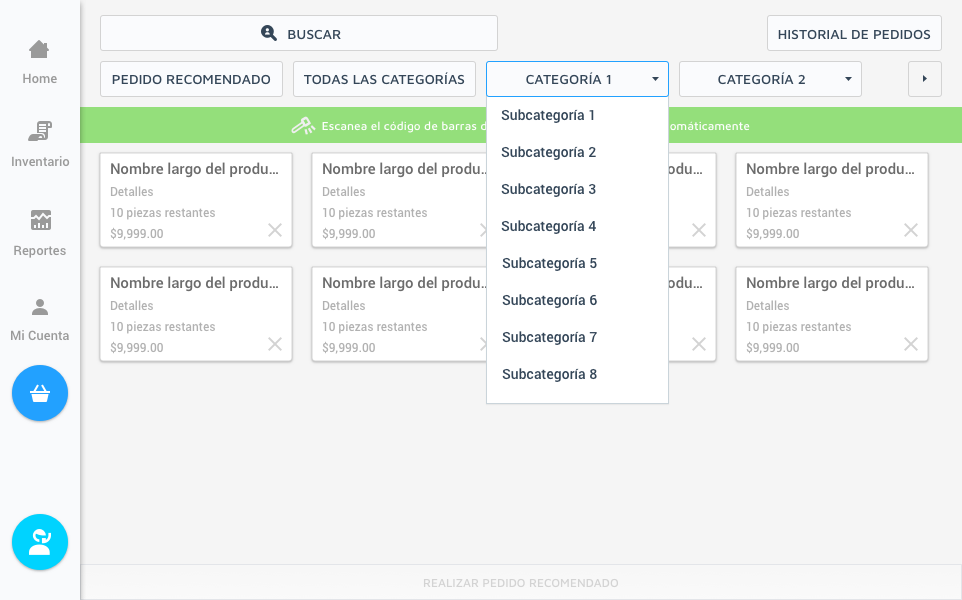 BUSCAR
HISTORIAL DE PEDIDOS
Home
PEDIDO RECOMENDADO
TODAS LAS CATEGORÍAS
CATEGORÍA 1
CATEGORÍA 2
Escanea el código de barras d
omáticamente
Subcategoría 1
Subcategoría 2
Subcategoría 3
Subcategoría 4
Subcategoría 5
Subcategoría 6
Subcategoría 7
Subcategoría 8
Inventario
Reportes
Mi Cuenta
Nombre largo del produ...
Detalles
10 piezas restantes
$9,999.00
Nombre largo del produ..
Detalles
10 piezas restantes
$9,999.00
odu...
Nombre largo del produ...
Detalles
10 piezas restantes
$9,999.00
Nombre largo del produ...
Detalles
10 piezas restantes
$9,999.00
Nombre largo del produ..
Detalles
10 piezas restantes
$9,999.00
odu...
Nombre largo del produ...
Detalles
10 piezas restantes
$9,999.00
REALIZAR PEDIDO RECOMENDADO